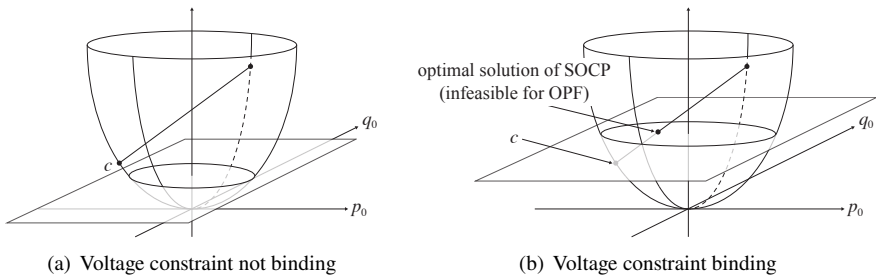 c
q0
p0
(a) Voltage constraint not binding
optimal solution of SOCP
(infeasible for OPF)
c
q0
p0
(b) Voltage constraint binding